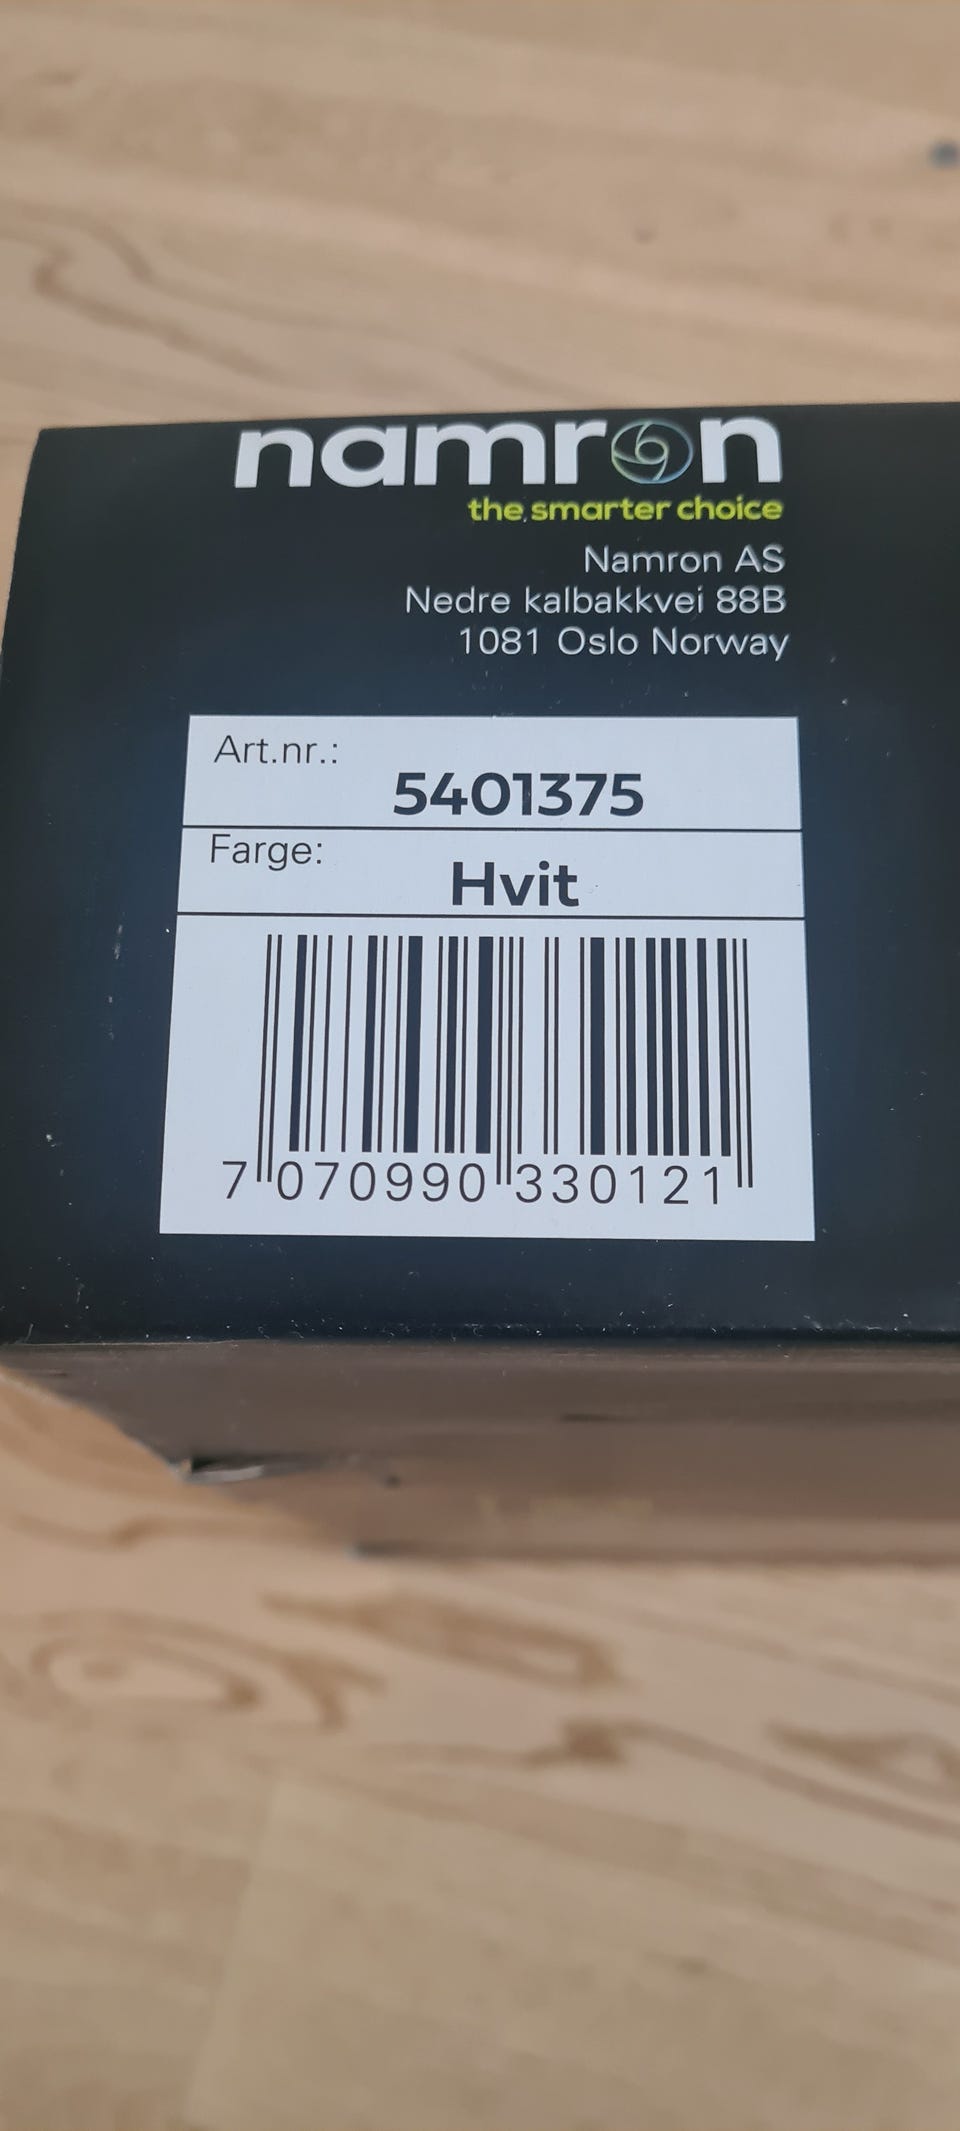 namron
the smarter choice
Namron AS
Nedre kalbakkvei 88B
1081 Oslo Norway
Art.nr.:
5401375
Farge:
Hvit
7 070990 330121